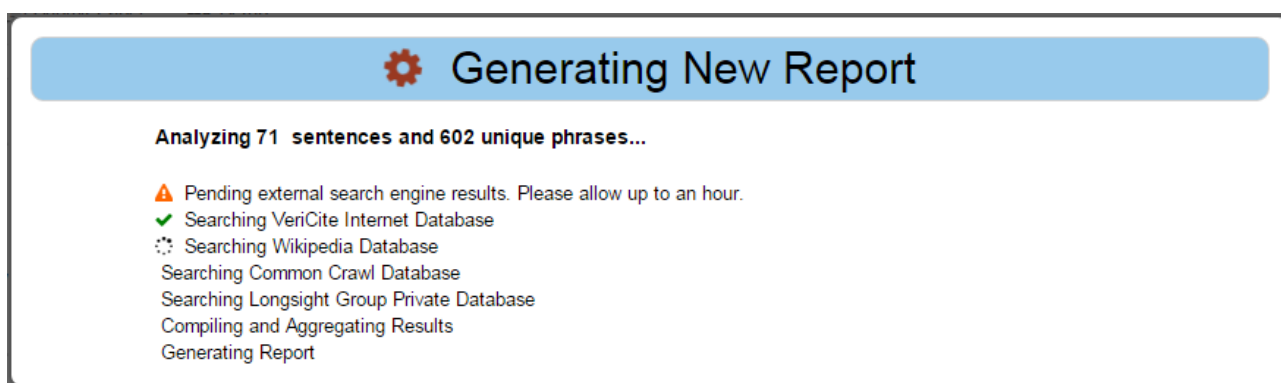 Generating New Report
Analyzing 71 sentences and 602 unique phrases...
Pending external search engine results. Please allow up to an hour.
Searching VeriCite Internet Database
Searching Wikipedia Database
Searching Common Crawl Database
Searching Longsight Group Private Database
Compiling and Aggregating Results
Generating Report